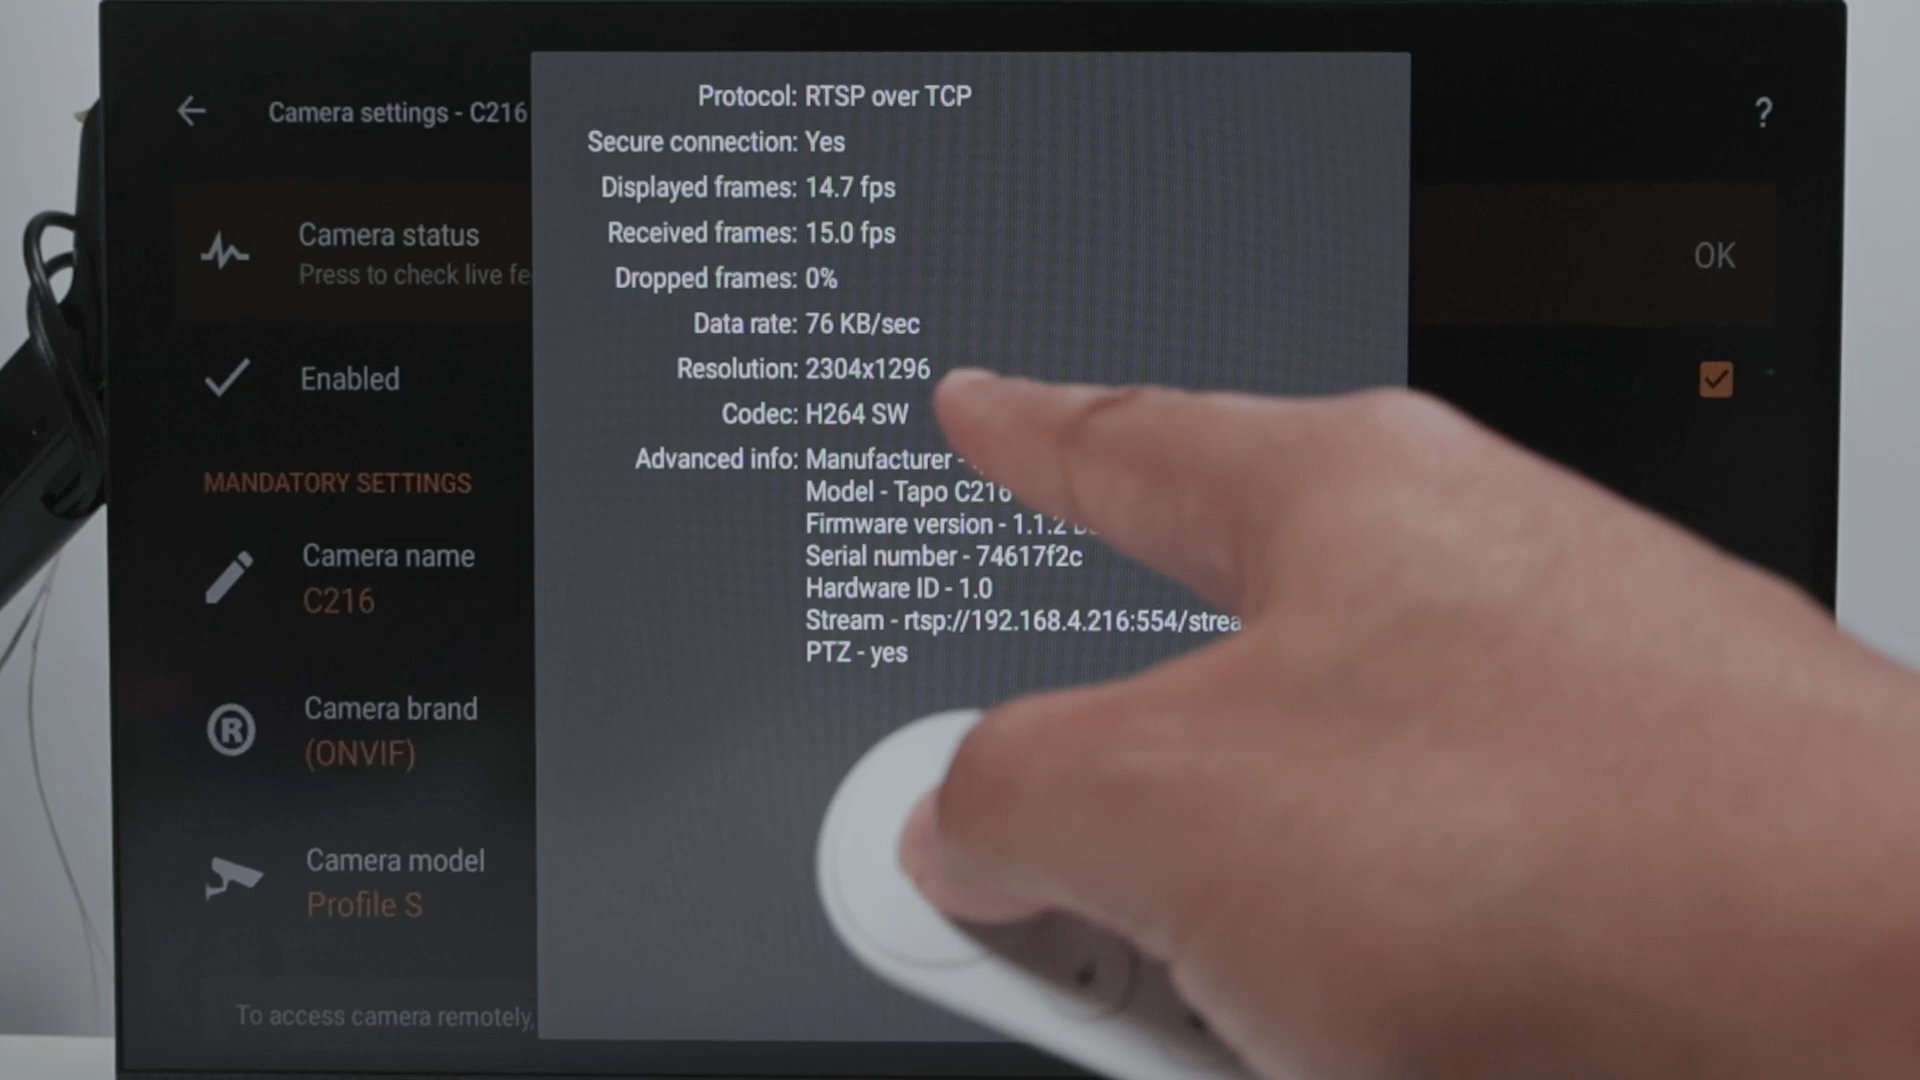 Camera settings - C216
?
Camera status
Press to check live fe
OK
Enabled
MANDATORY SETTINGS
Camera name
C216
Camera brand
(ONVIF)
Camera model
Profile S
To access camera remotely,
Protocol: RTSP over TCP
Secure connection: Yes
Displayed frames: 14.7 fps
Received frames: 15.0 fps
Dropped frames: 0%
Data rate: 76 KB/sec
Resolution: 2304x1296
Codec: H264 SW
Advanced info: Manufacturer -
Model - Tapo C216
Firmware version - 1.1.2
Serial number - 74617f2c
Hardware ID - 1.0
Stream - rtsp://192.168.4.216:554/strea
PTZ - yes